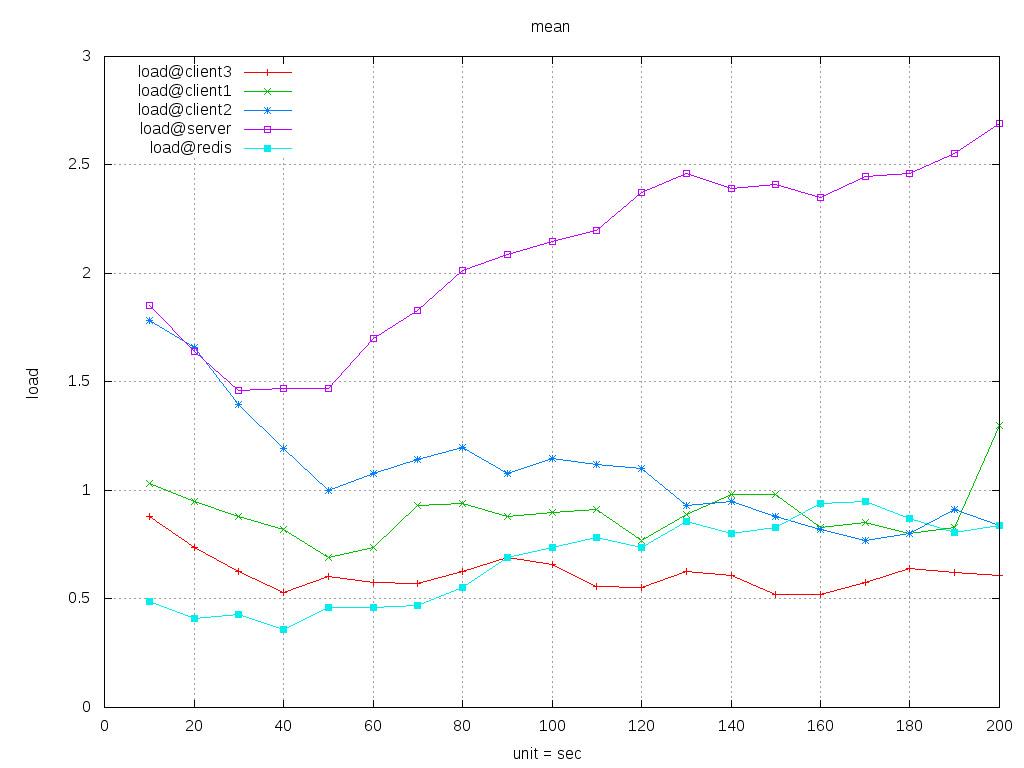 mean
load@client3
load@client1
load@client2
load@server
load@redis
3
2.5
2
1.5
1
0.5
0
load
0 20 40 60 80 100 120 140 160 180 200
unit = sec